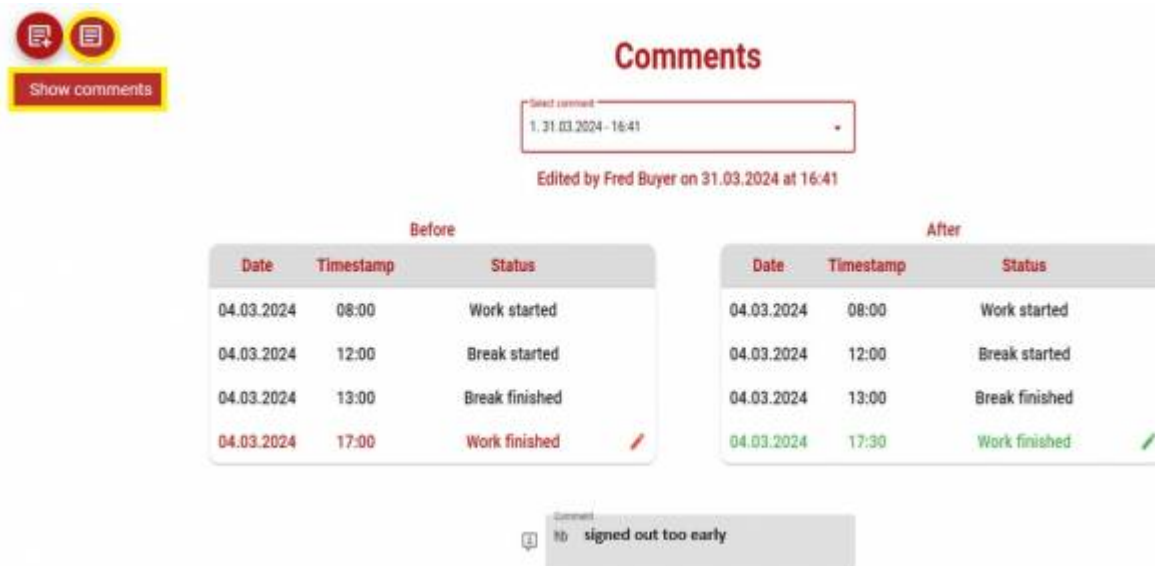 Show comments
Comments
Select comment
1. 31.03.2024 - 16:41
Edited by Fred Buyer on 31.03.2024 at 16:41
Before
Date Timestamp Status
04.03.2024 08:00 Work started
04.03.2024 12:00 Break started
04.03.2024 13:00 Break finished
04.03.2024 17:00 Work finished
After
Date Timestamp Status
04.03.2024 08:00 Work started
04.03.2024 12:00 Break started
04.03.2024 13:00 Break finished
04.03.2024 17:30 Work finished
Comment
signed out too early